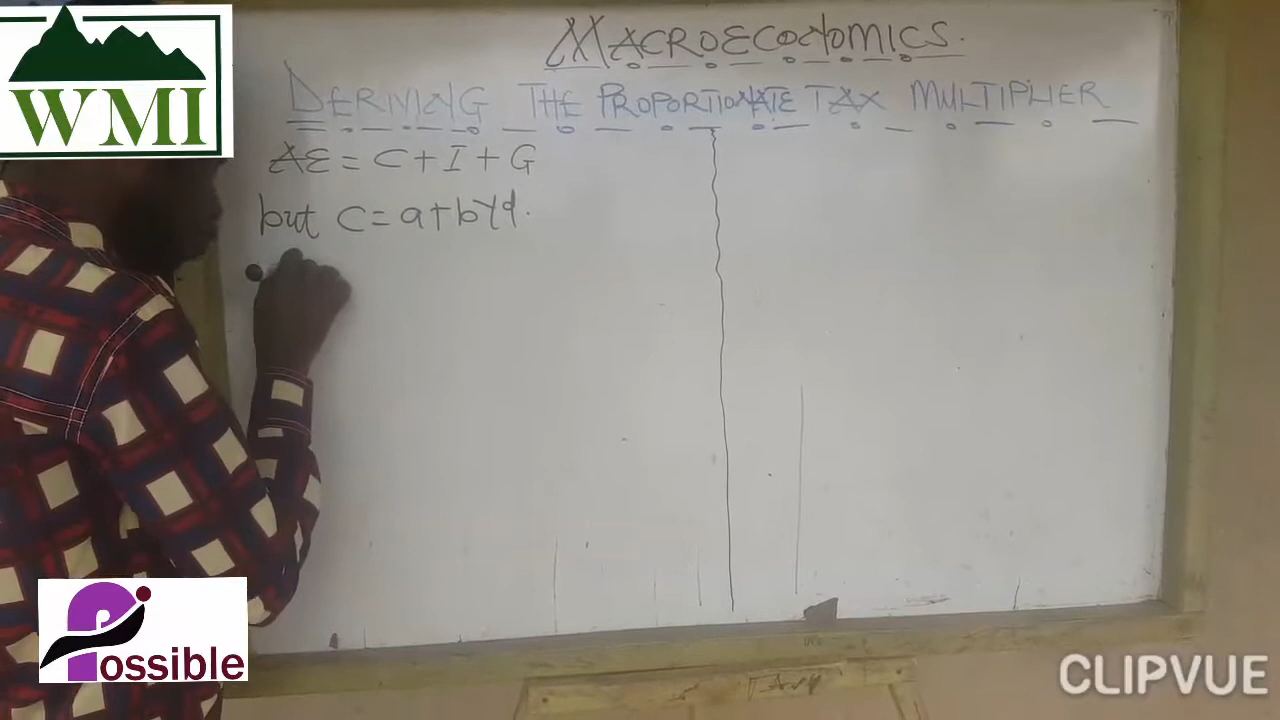 WMI
MACROECONOMICS.
DERIVING THE PROPORTIONATE TAX MULTIPLIER
AE = C + I + G
but C = a + bYd.
Possible
CLIPVUE